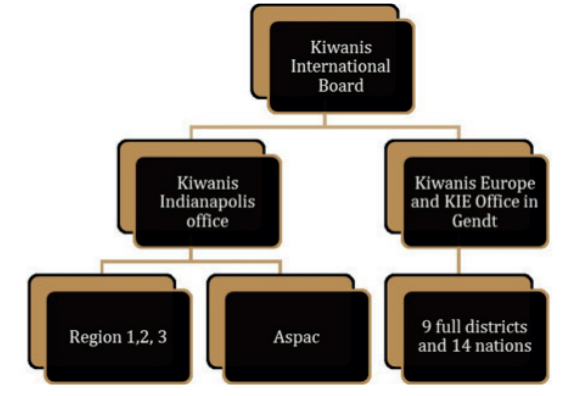 Kiwanis
International
Board
Kiwanis
Indianapolis
office
Kiwanis Europe
and KIE Office in
Gendt
Region 1,2, 3
Aspac
9 full districts
and 14 nations